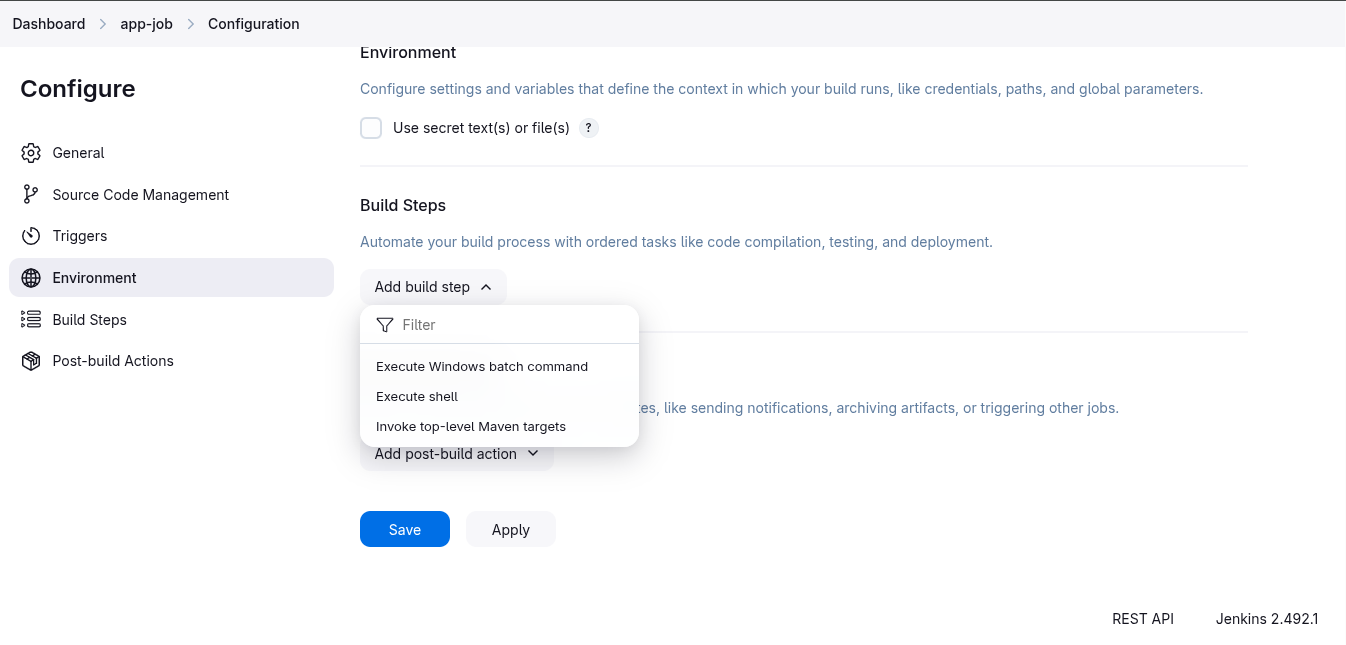 Dashboard > app-job > Configuration
Configure
General
Source Code Management
Triggers
Environment
Build Steps
Post-build Actions
Environment
Configure settings and variables that define the context in which your build runs, like credentials, paths, and global parameters.
Use secret text(s) or file(s) ?
Build Steps
Automate your build process with ordered tasks like code compilation, testing, and deployment.
Add build step
Filter
Execute Windows batch command
Execute shell
Invoke top-level Maven targets
like sending notifications, archiving artifacts, or triggering other jobs.
Add post-build action
Save
Apply
REST API
Jenkins 2.492.1